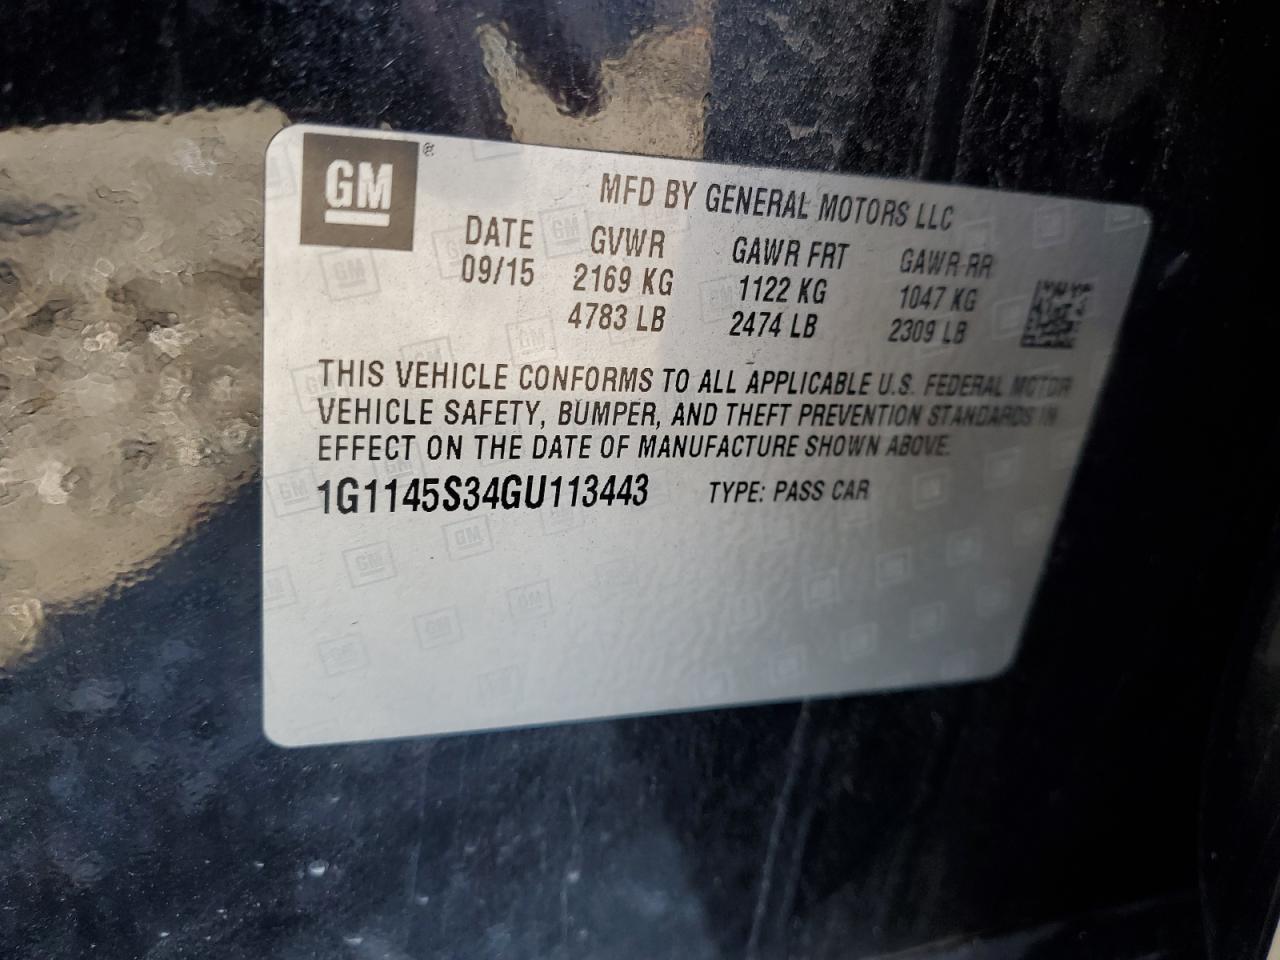 GM®
MFD BY GENERAL MOTORS LLC
DATE GVWR GAWR FRT GAWR RR
09/15 2169 KG 1122 KG 1047 KG
4783 LB 2474 LB 2309 LB
THIS VEHICLE CONFORMS TO ALL APPLICABLE U.S. FEDERAL MOTOR
VEHICLE SAFETY, BUMPER, AND THEFT PREVENTION STANDARDS IN
EFFECT ON THE DATE OF MANUFACTURE SHOWN ABOVE.
1G1145S34GU113443 TYPE: PASS CAR